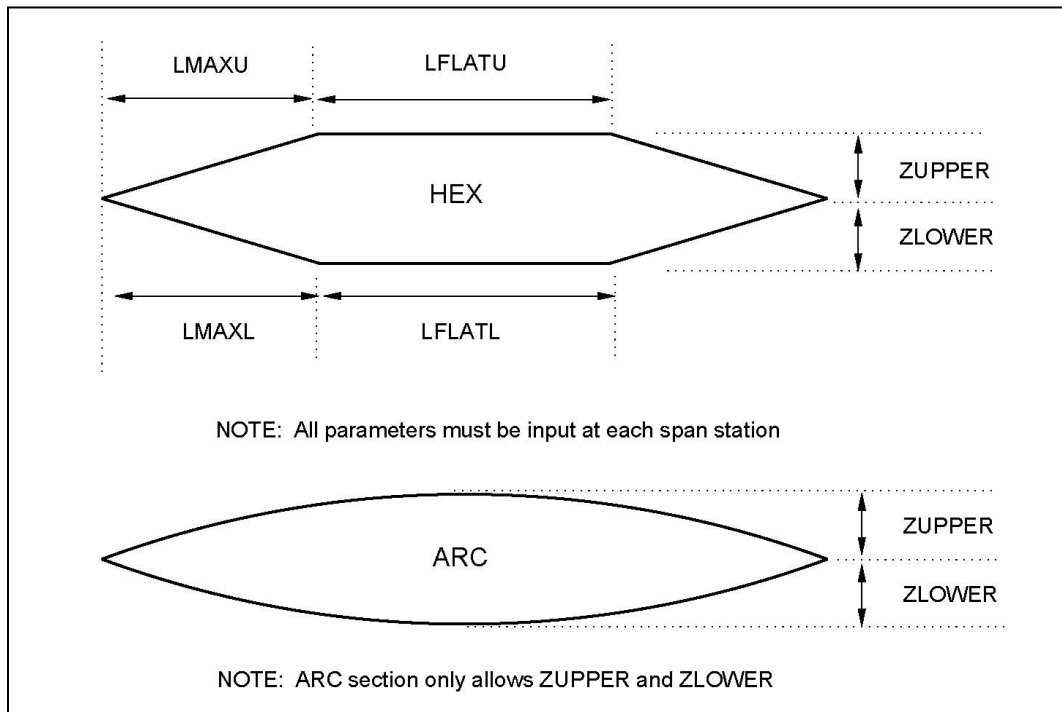 LMAXU
LFLATU
HEX
ZUPPER
ZLOWER
LMAXL
LFLATL
NOTE: All parameters must be input at each span station
ARC
ZUPPER
ZLOWER
NOTE: ARC section only allows ZUPPER and ZLOWER